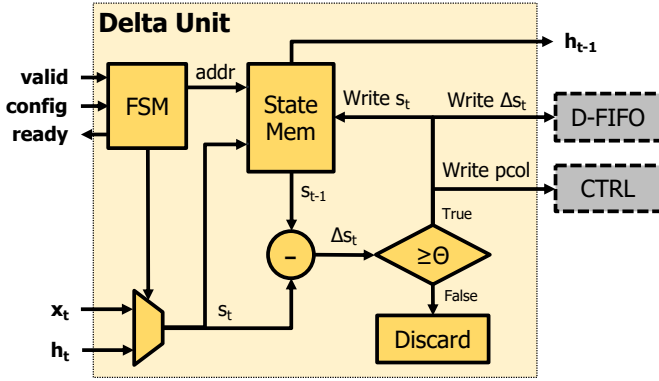 Delta Unit
h_{t-1}
valid
config
ready
FSM
addr
State
Mem
Write s_t
Write Δs_t
D-FIFO
Write pcol
CTRL
s_{t-1}
True
-
Δs_t
≥Θ
False
x_t
h_t
s_t
Discard